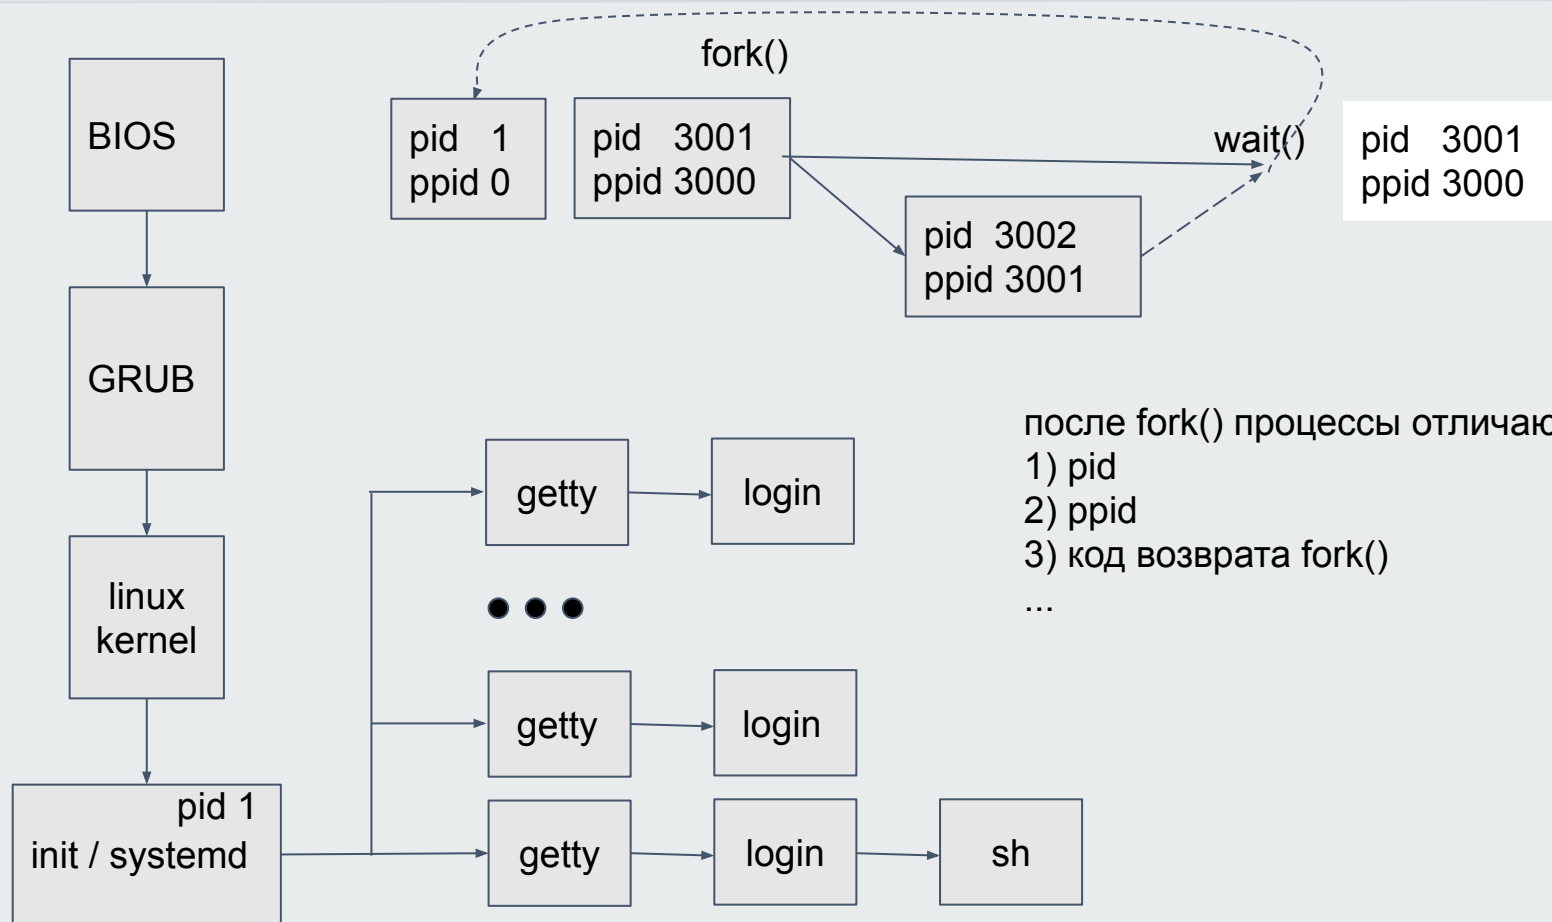 BIOS
GRUB
linux
kernel
pid 1
init / systemd
fork()
pid 1
ppid 0
pid 3001
ppid 3000
wait()
pid 3001
ppid 3000
pid 3002
ppid 3001
после fork() процессы
1) pid
2) ppid
3) код возврата fork()
...
getty
login
getty
login
getty
login
sh